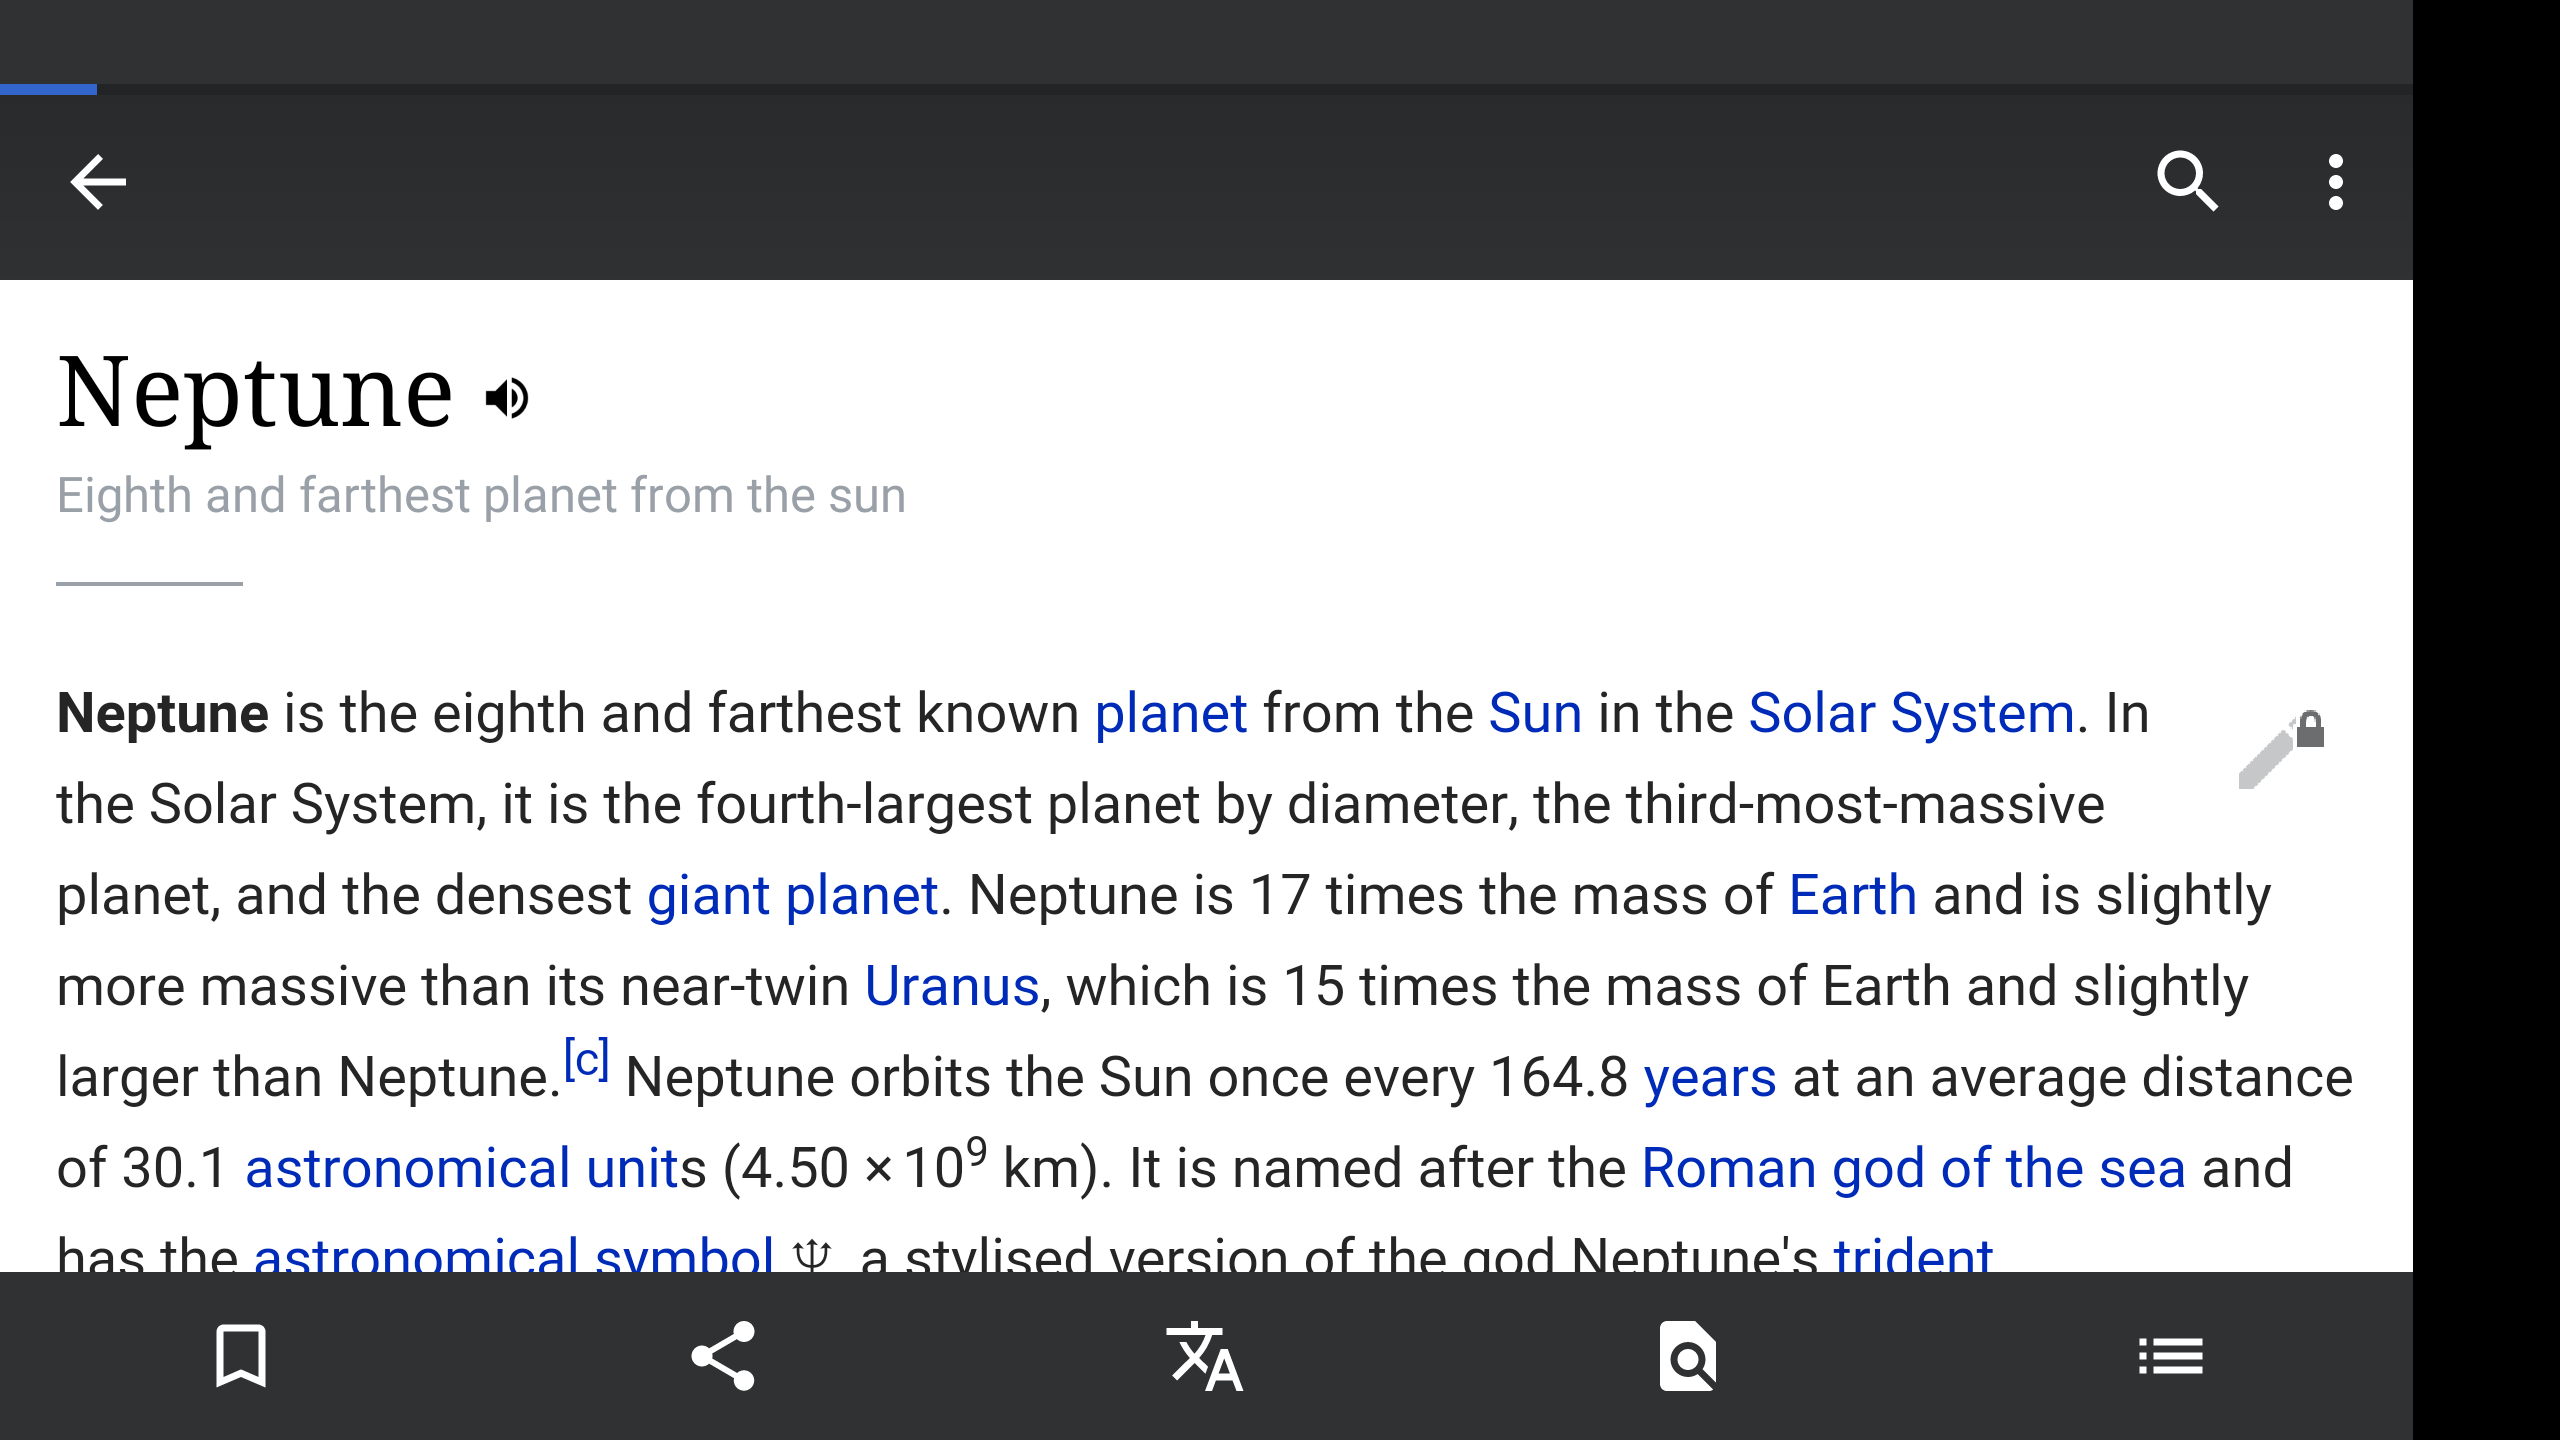 Neptune
Eighth and farthest planet from the sun
Neptune is the eighth and farthest known planet from the Sun in the Solar System. In
the Solar System, it is the fourth-largest planet by diameter, the third-most-massive
planet, and the densest giant planet. Neptune is 17 times the mass of Earth and is slightly
more massive than its near-twin Uranus, which is 15 times the mass of Earth and slightly
larger than Neptune.[c] Neptune orbits the Sun once every 164.8 years at an average distance
of 30.1 astronomical units (4.50 × 10⁹ km). It is named after the Roman god of the sea and
has the astronomical symbol ♆ a stylised version of the god Neptune's trident